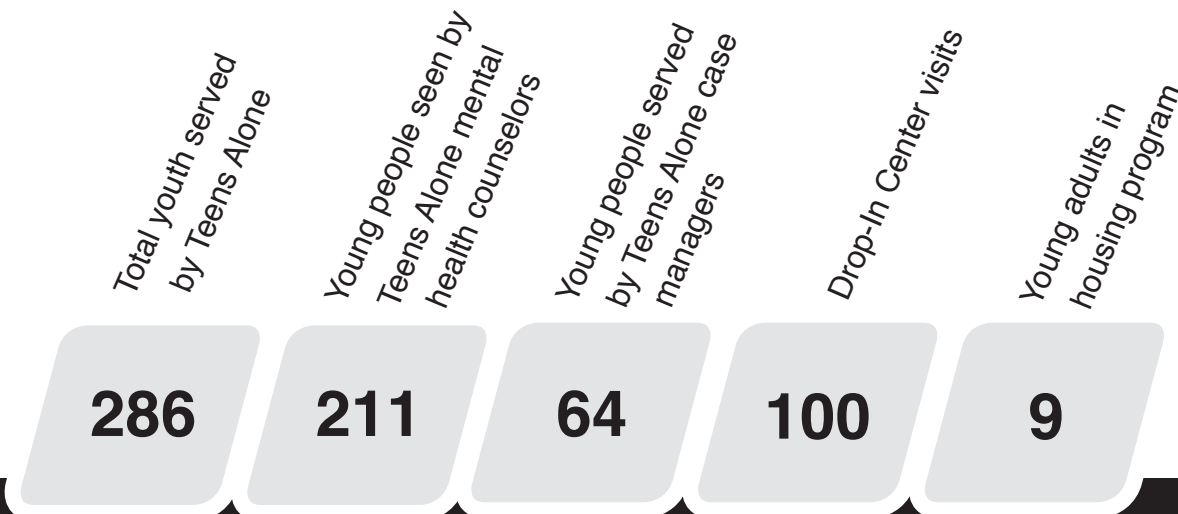 Total youth served
by Teens Alone
Young people seen by
Teens Alone mental
health counselors
Young people served
by Teens Alone case
managers
Drop-In Center visits
Young adults in
housing program
286
211
64
100
9